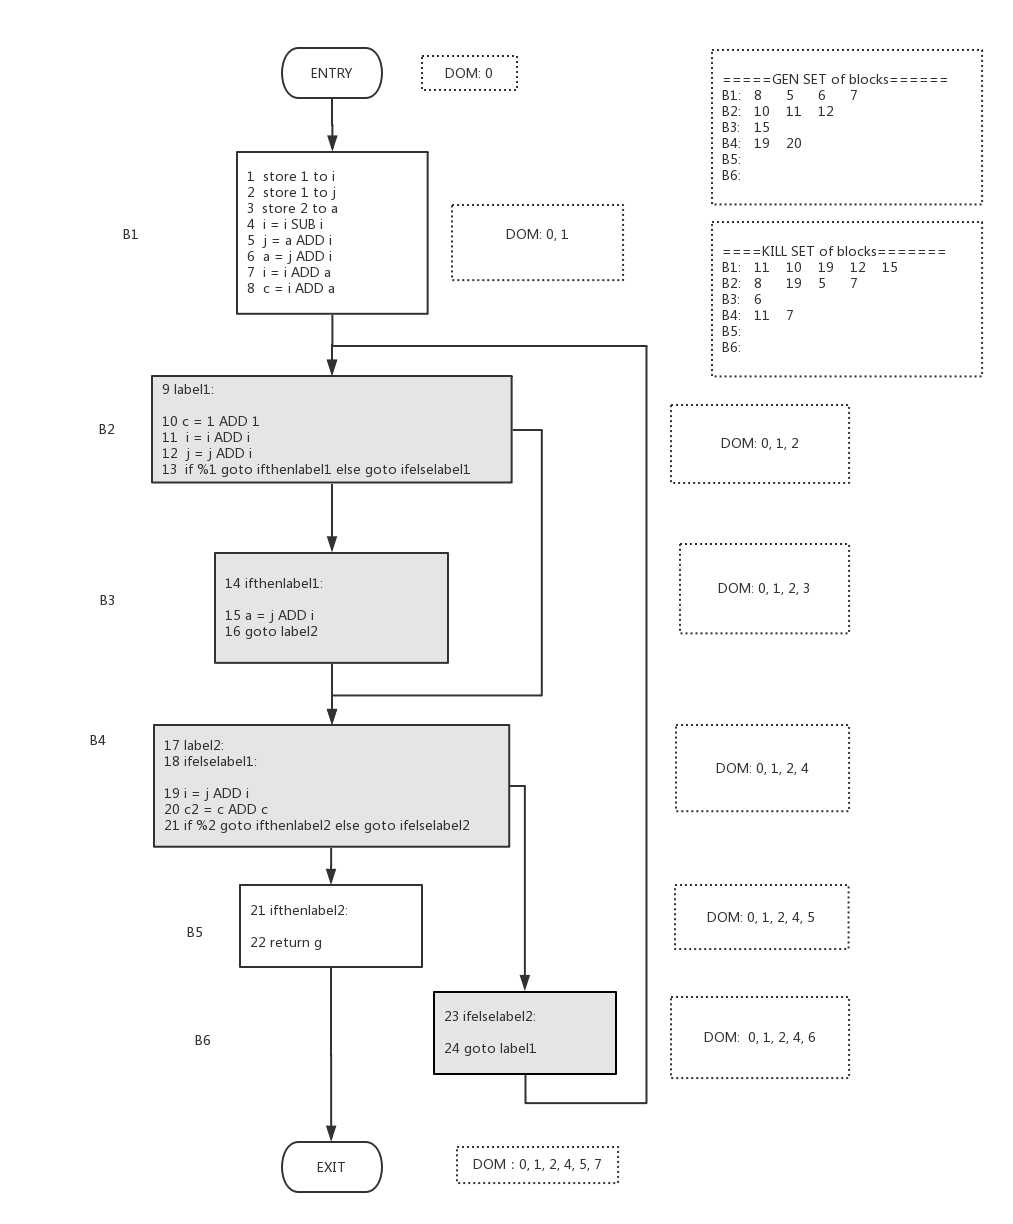 ENTRY
DOM: 0
=====GEN SET of blocks======
B1: 8 5 6 7
B2: 10 11 12
B3: 15
B4: 19 20
B5:
B6:
B1
1 store 1 to i
2 store 1 to j
3 store 2 to a
4 i = i SUB i
5 j = a ADD i
6 a = j ADD i
7 i = i ADD a
8 c = i ADD a
DOM: 0, 1
====KILL SET of blocks=======
B1: 11 10 19 12 15
B2: 8 19 5 7
B3: 6
B4: 11 7
B5:
B6:
B2
9 label1:
10 c = 1 ADD 1
11 i = i ADD i
12 j = j ADD i
13 if %1 goto ifthenlabel1 else goto ifelselabel1
DOM: 0, 1, 2
B3
14 ifthenlabel1:
15 a = j ADD i
16 goto label2
DOM: 0, 1, 2, 3
B4
17 label2:
18 ifelselabel1:
19 i = j ADD i
20 c2 = c ADD c
21 if %2 goto ifthenlabel2 else goto ifelselabel2
DOM: 0, 1, 2, 4
B5
21 ifthenlabel2:
22 return g
DOM: 0, 1, 2, 4, 5
B6
23 ifelselabel2:
24 goto label1
DOM: 0, 1, 2, 4, 6
EXIT
DOM : 0, 1, 2, 4, 5, 7